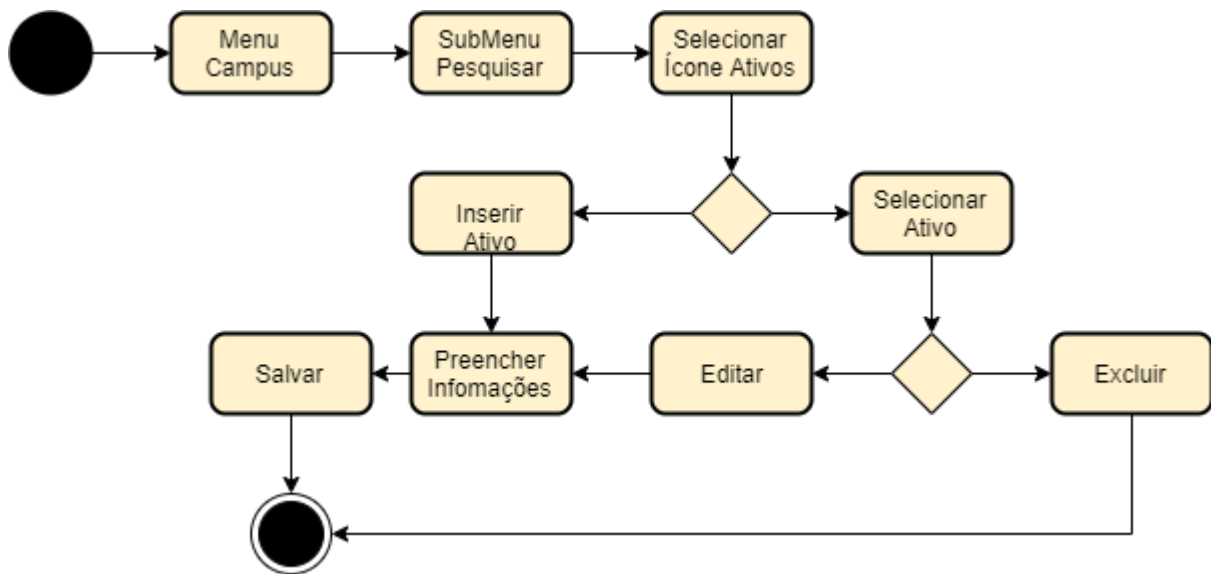 Menu
Campus
SubMenu
Pesquisar
Selecionar
Ícone Ativos
Inserir
Ativo
Selecionar
Ativo
Salvar
Preencher
Infomações
Editar
Excluir